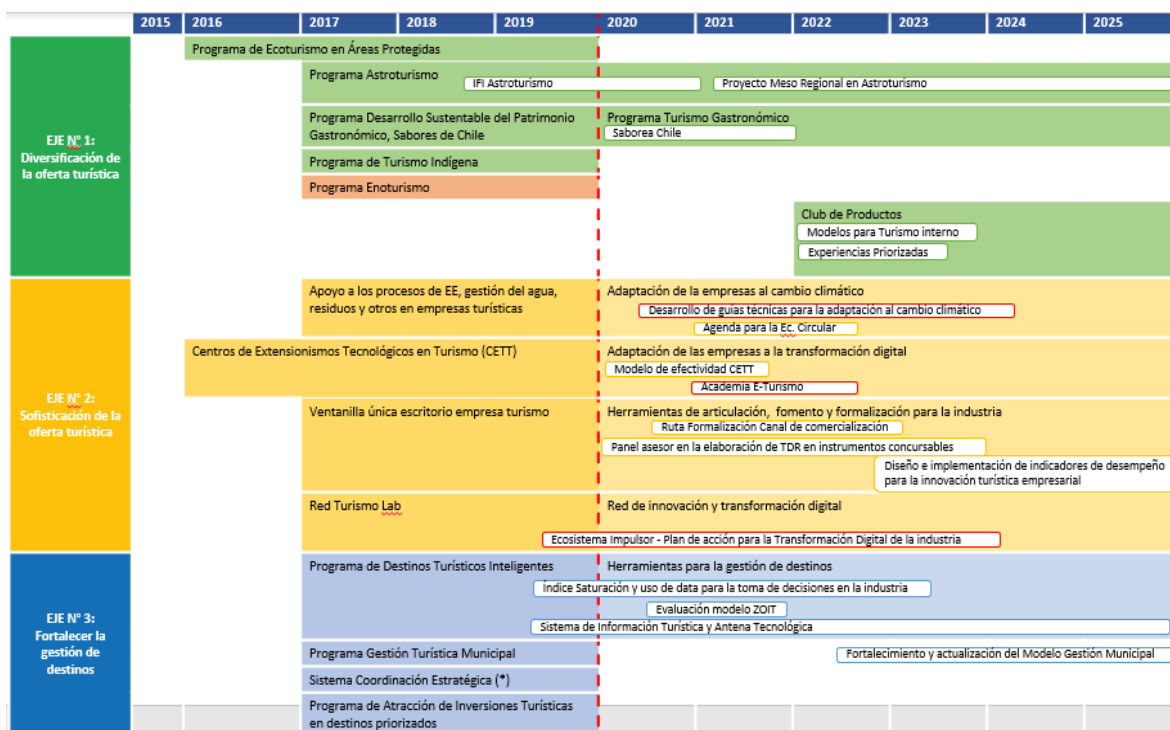 2015 2016 2017 2018 2019 2020 2021 2022 2023 2024 2025
EJE N° 1:
Diversificación de
la oferta turística
Programa de Ecoturismo en Áreas Protegidas
Programa Astroturismo
IFI Astroturismo
Proyecto Meso Regional en Astroturismo
Programa Desarrollo Sustentable del Patrimonio
Gastronómico, Sabores de Chile
Programa Turismo Gastronómico
Saborea Chile
Programa de Turismo Indígena
Programa Enoturismo
Club de Productos
Modelos para Turismo interno
Experiencias Priorizadas
EJE N° 2:
Sofisticación de la
oferta turística
Apoyo a los procesos de EE, gestión del agua,
residuos y otros en empresas turísticas
Adaptación de la empresas al cambio climático
Desarrollo de guías técnicas para la adaptación al cambio climático
Agenda para la Ec. Circular
Centros de Extensionismos Tecnológicos en Turismo (CETT)
Adaptación de las empresas a la transformación digital
Modelo de efectividad CETT
Academia E-Turismo
Ventanilla única escritorio empresa turismo
Herramientas de articulación, fomento y formalización para la industria
Ruta Formalización Canal de comercialización
Panel asesor en la elaboración de TDR en instrumentos concursables
Diseño e implementación de indicadores de desempeño
para la innovación turística empresarial
Red Turismo Lab
Red de innovación y transformación digital
Ecosistema Impulsor - Plan de acción para la Transformación Digital de la industria
EJE N° 3:
Fortalecer la
gestión de
destinos
Programa de Destinos Turísticos Inteligentes
Herramientas para la gestión de destinos
Índice Saturación y uso de data para la toma de decisiones en la industria
Evaluación modelo ZOIT
Sistema de Información Turística y Antena Tecnológica
Programa Gestión Turística Municipal
Fortalecimiento y actualización del Modelo Gestión Municipal
Sistema Coordinación Estratégica (*)
Programa de Atracción de Inversiones Turísticas
en destinos priorizados